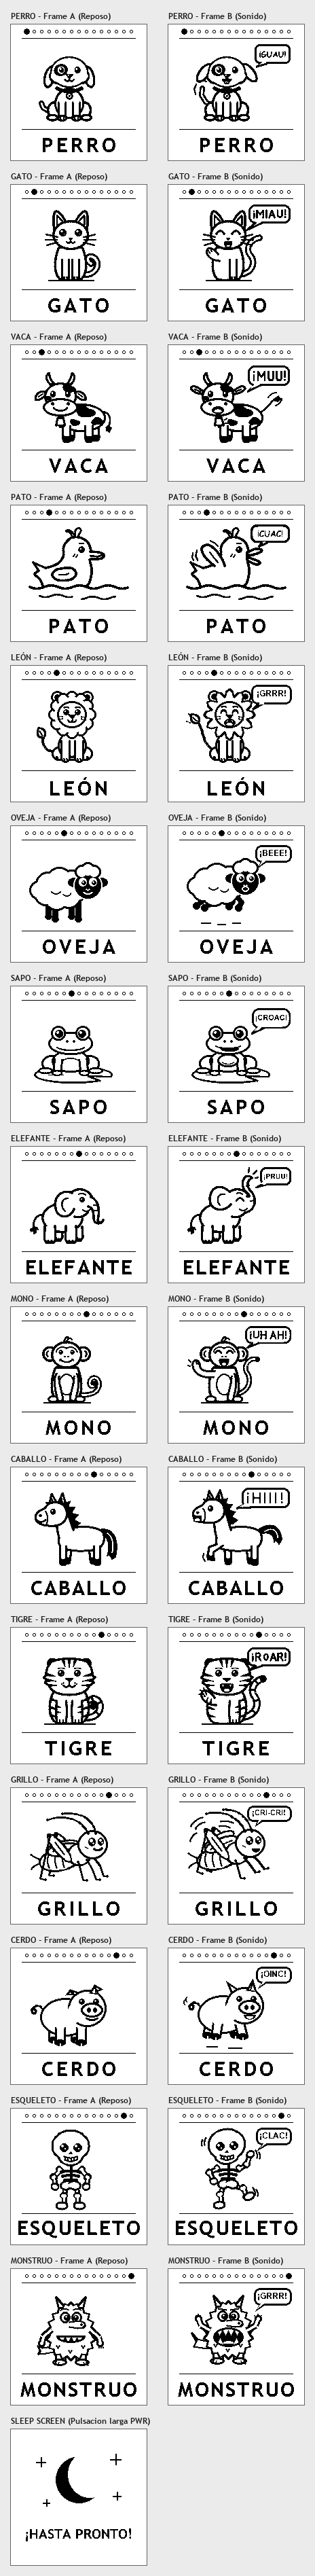 PERRO - Frame A (Reposo)
PERRO - Frame B (Sonido)
¡GUAU!
PERRO
PERRO
GATO - Frame A (Reposo)
GATO - Frame B (Sonido)
¡MIAU!
GATO
GATO
VACA - Frame A (Reposo)
VACA - Frame B (Sonido)
¡MUU!
VACA
VACA
PATO - Frame A (Reposo)
PATO - Frame B (Sonido)
¡CUAC!
PATO
PATO
LEÓN - Frame A (Reposo)
LEÓN - Frame B (Sonido)
¡GRRR!
LEÓN
LEÓN
OVEJA - Frame A (Reposo)
OVEJA - Frame B (Sonido)
¡BEEE!
OVEJA
OVEJA
SAPO - Frame A (Reposo)
SAPO - Frame B (Sonido)
¡CROAC!
SAPO
SAPO
ELEFANTE - Frame A (Reposo)
ELEFANTE - Frame B (Sonido)
¡PRUU!
ELEFANTE
ELEFANTE
MONO - Frame A (Reposo)
MONO - Frame B (Sonido)
¡UH AH!
MONO
MONO
CABALLO - Frame A (Reposo)
CABALLO - Frame B (Sonido)
¡HIIII!
CABALLO
CABALLO
TIGRE - Frame A (Reposo)
TIGRE - Frame B (Sonido)
¡ROAR!
TIGRE
TIGRE
GRILLO - Frame A (Reposo)
GRILLO - Frame B (Sonido)
¡CRI-CRI!
GRILLO
GRILLO
CERDO - Frame A (Reposo)
CERDO - Frame B (Sonido)
¡OINC!
CERDO
CERDO
ESQUELETO - Frame A (Reposo)
ESQUELETO - Frame B (Sonido)
¡CLAC!
ESQUELETO
ESQUELETO
MONSTRUO - Frame A (Reposo)
MONSTRUO - Frame B (Sonido)
¡GRRR!
MONSTRUO
MONSTRUO
SLEEP SCREEN (Pulsacion larga PWR)
¡HASTA PRONTO!